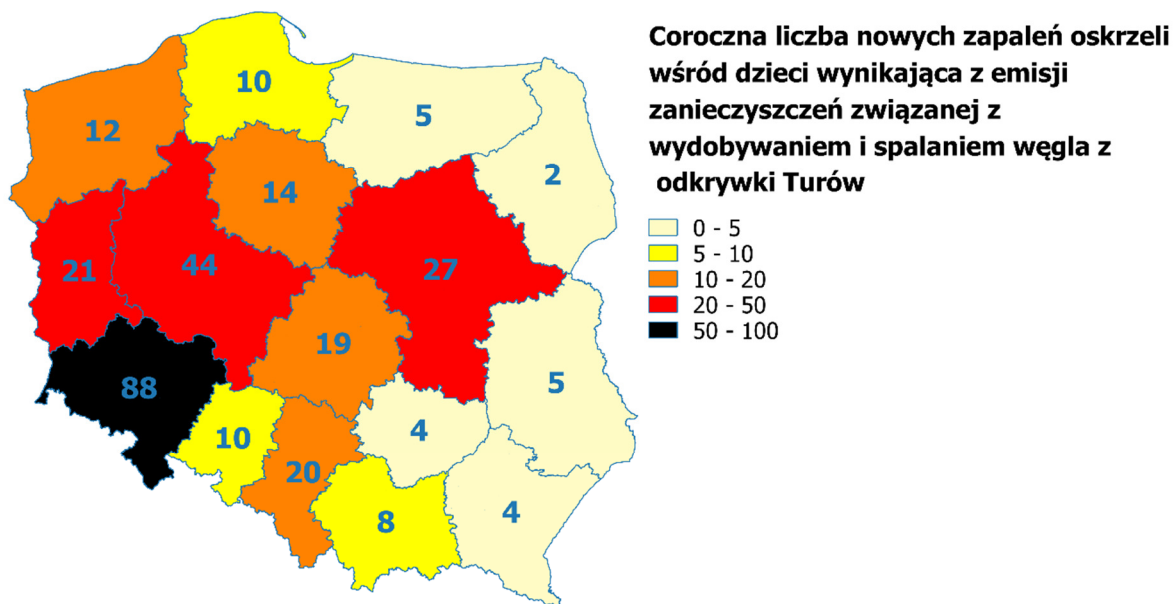 Coroczna liczba nowych zapaleń oskrzeli
wśród dzieci wynikająca z emisji
zanieczyszczeń związanej z
wydobywaniem i spalaniem węgla z
odkrywki Turów
0 - 5
5 - 10
10 - 20
20 - 50
50 - 100
10
5
12
2
14
21
44
27
19
88
5
10
4
20
8
4